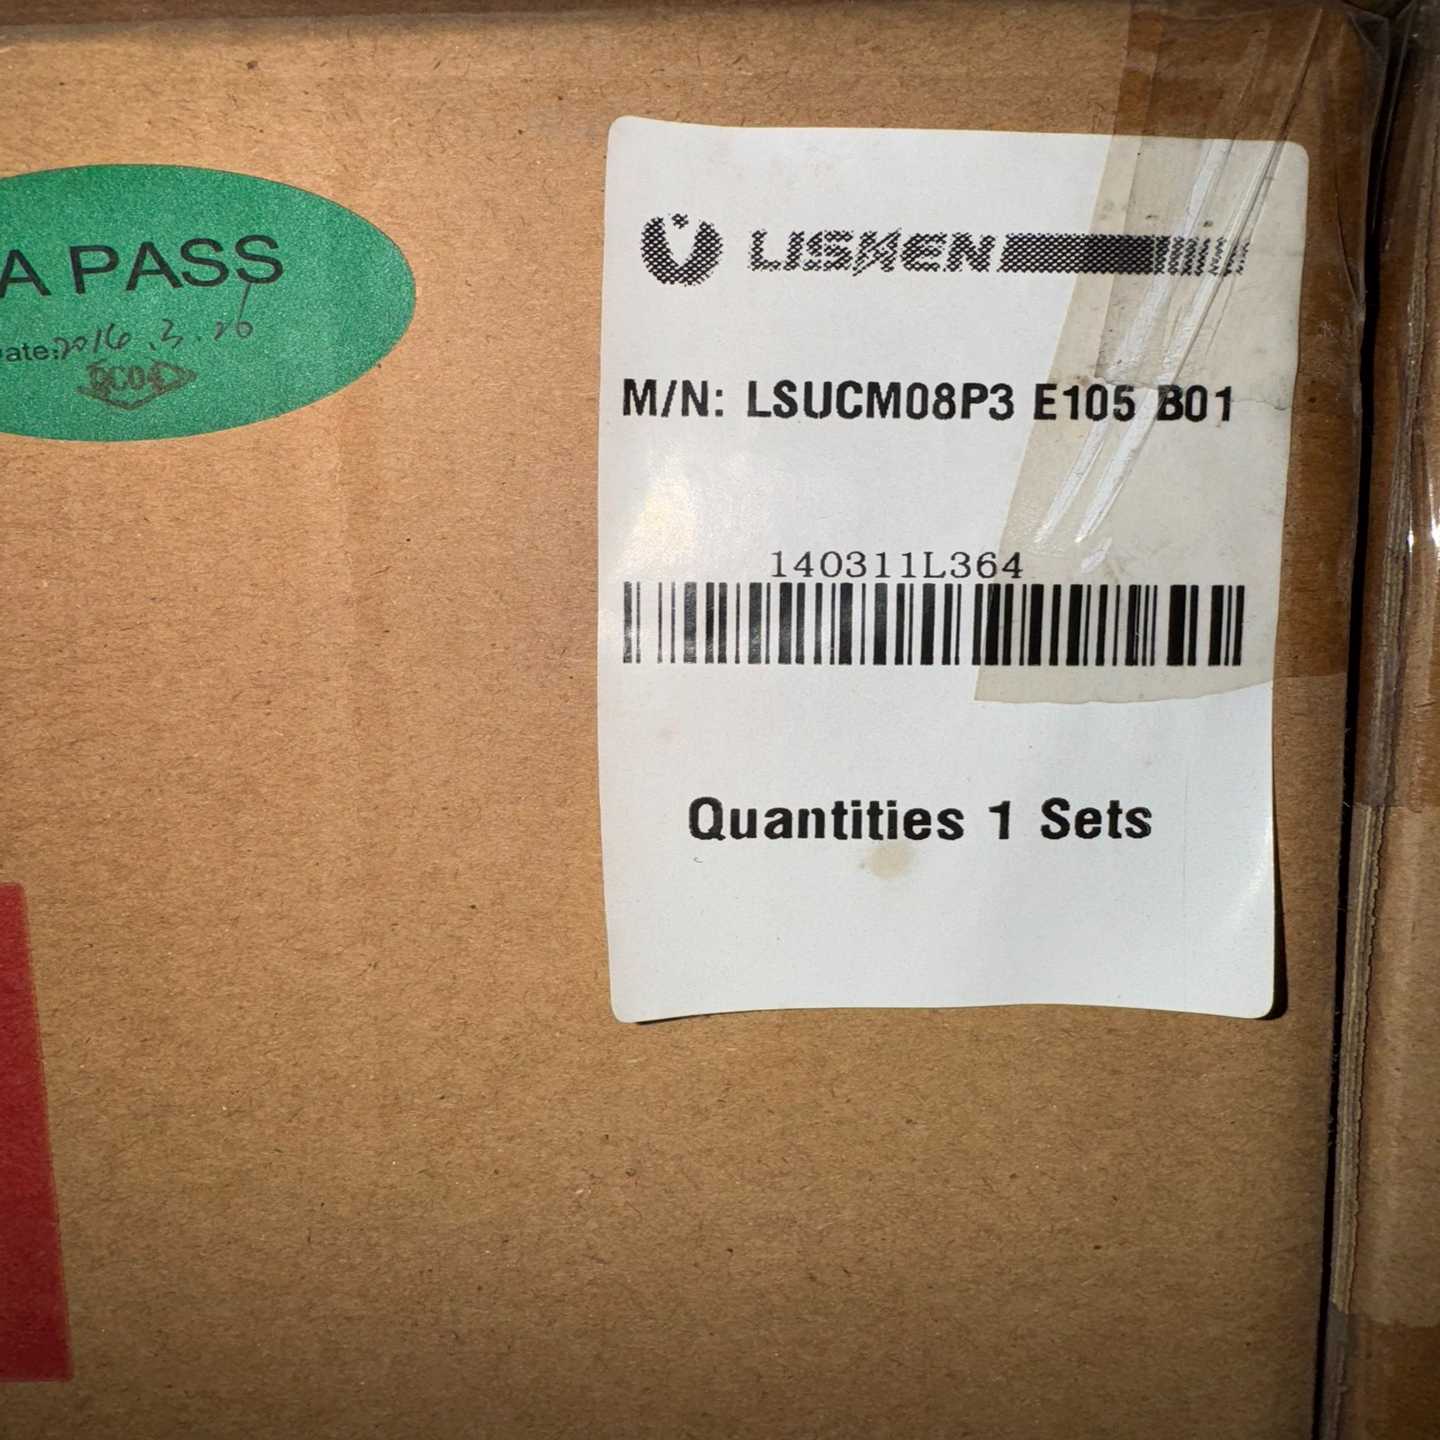 A PASS
ate:2016.3.26
LISHEN
M/N: LSUCM08P3 E105 B01
140311L364
Quantities 1 Sets